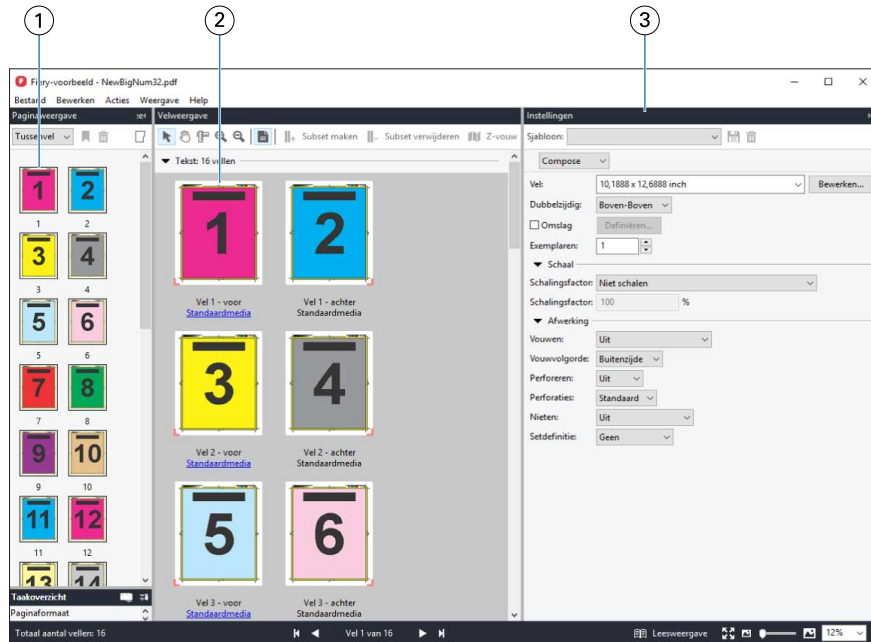 1 2 3
Fiery-voorbeeld - NewBigNum32.pdf
Bestand Bewerken Acties Weergave Help
Paginaweergave Velweergave Instellingen
Tussenvel Subset maken Subset verwijderen Z-vouw Sjabloon:
Tekst: 16 vellen
Compose
Vel: 10,1888 x 12,6888 inch Bewerken...
Dubbelzijdig: Boven-Boven
Omslag Definiëren...
Exemplaren: 1
Schaal
Schalingsfactor: Niet schalen
Schalingsfactor: 100 %
Afwerking
Vouwen: Uit
Vouwvolgorde: Buitenzijde
Perforeren: Uit
Perforaties: Standaard
Nieten: Uit
Setdefinitie: Geen
1 2
1 2
3 4
3 4
5 6
5 6
7 8
7 8
9 10
9 10
11 12
11 12
13 14
1 2
Vel 1 - voor Vel 1 - achter
Standaardmedia Standaardmedia
3 4
Vel 2 - voor Vel 2 - achter
Standaardmedia Standaardmedia
5 6
Vel 3 - voor Vel 3 - achter
Standaardmedia Standaardmedia
Taakoverzicht
Paginaformaat
Totaal aantal vellen: 16 Vel 1 van 16 Leesweergave 12%